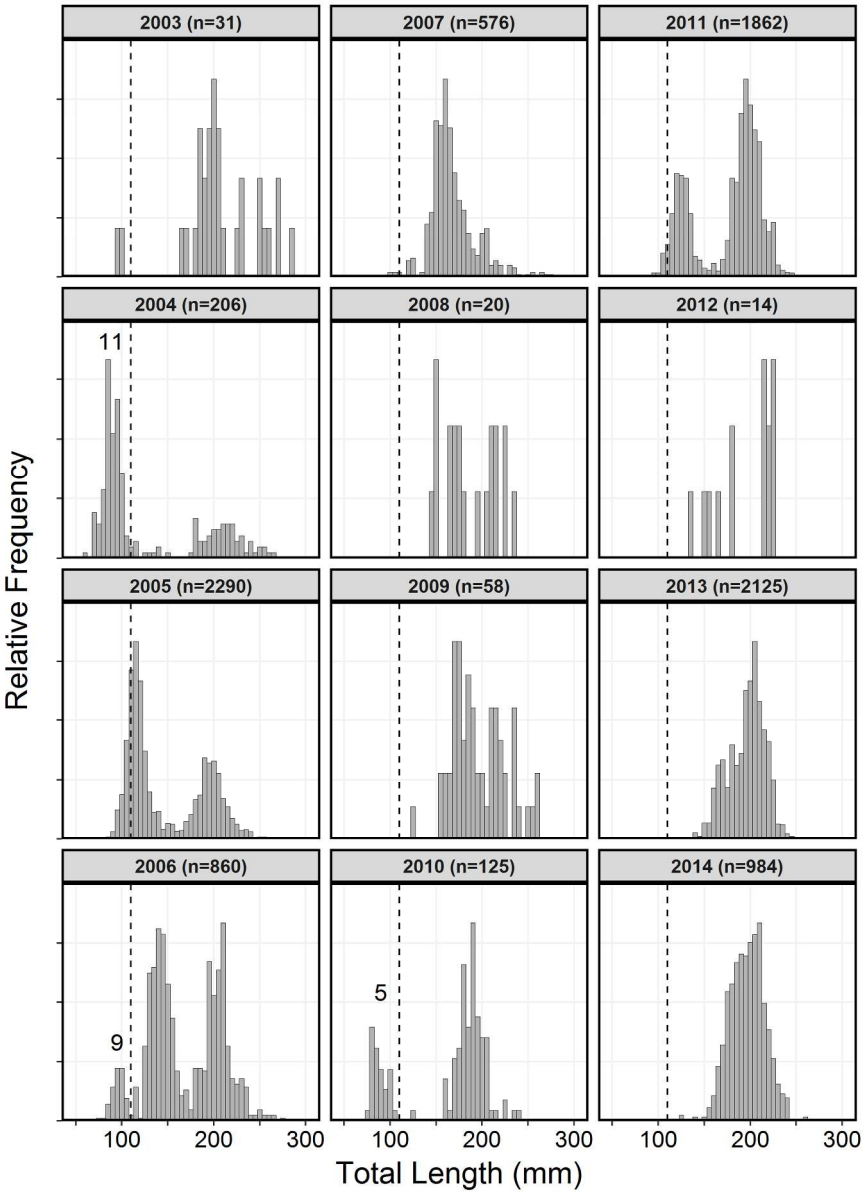 2003 (n=31)
2007 (n=576)
2011 (n=1862)
2004 (n=206)
2008 (n=20)
2012 (n=14)
11
2005 (n=2290)
2009 (n=58)
2013 (n=2125)
2006 (n=860)
2010 (n=125)
2014 (n=984)
9
5
Relative Frequency
100 200 300 100 200 300 100 200 300
Total Length (mm)